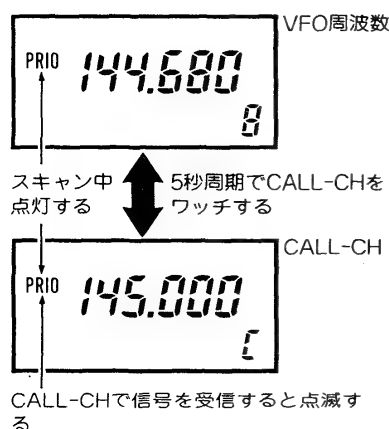 VFO周波数
PRIO 144.680
8
スキャン中
点灯する
5秒周期でCALL-CHを
ワッチする
CALL-CH
PRIO 145.000
C
CALL-CHで信号を受信すると点滅す
る